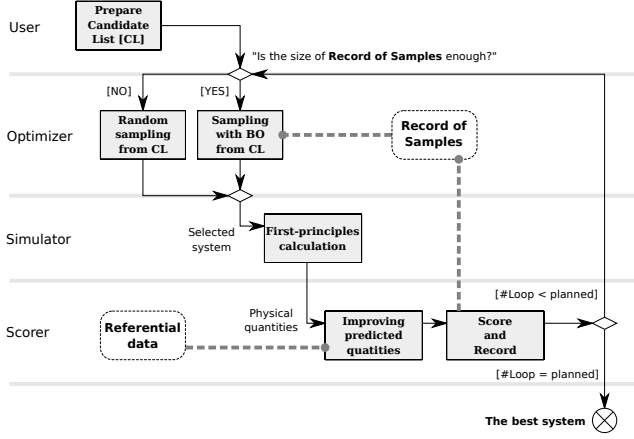 User
Prepare
Candidate
List [CL]
"Is the size of Record of Samples enough?"
[NO]
[YES]
Optimizer
Random
sampling
from CL
Sampling
with BO
from CL
Record of
Samples
Simulator
Selected
system
First-principles
calculation
[#Loop < planned]
Scorer
Referential
data
Physical
quantities
Improving
predicted
quatities
Score
and
Record
[#Loop = planned]
The best system